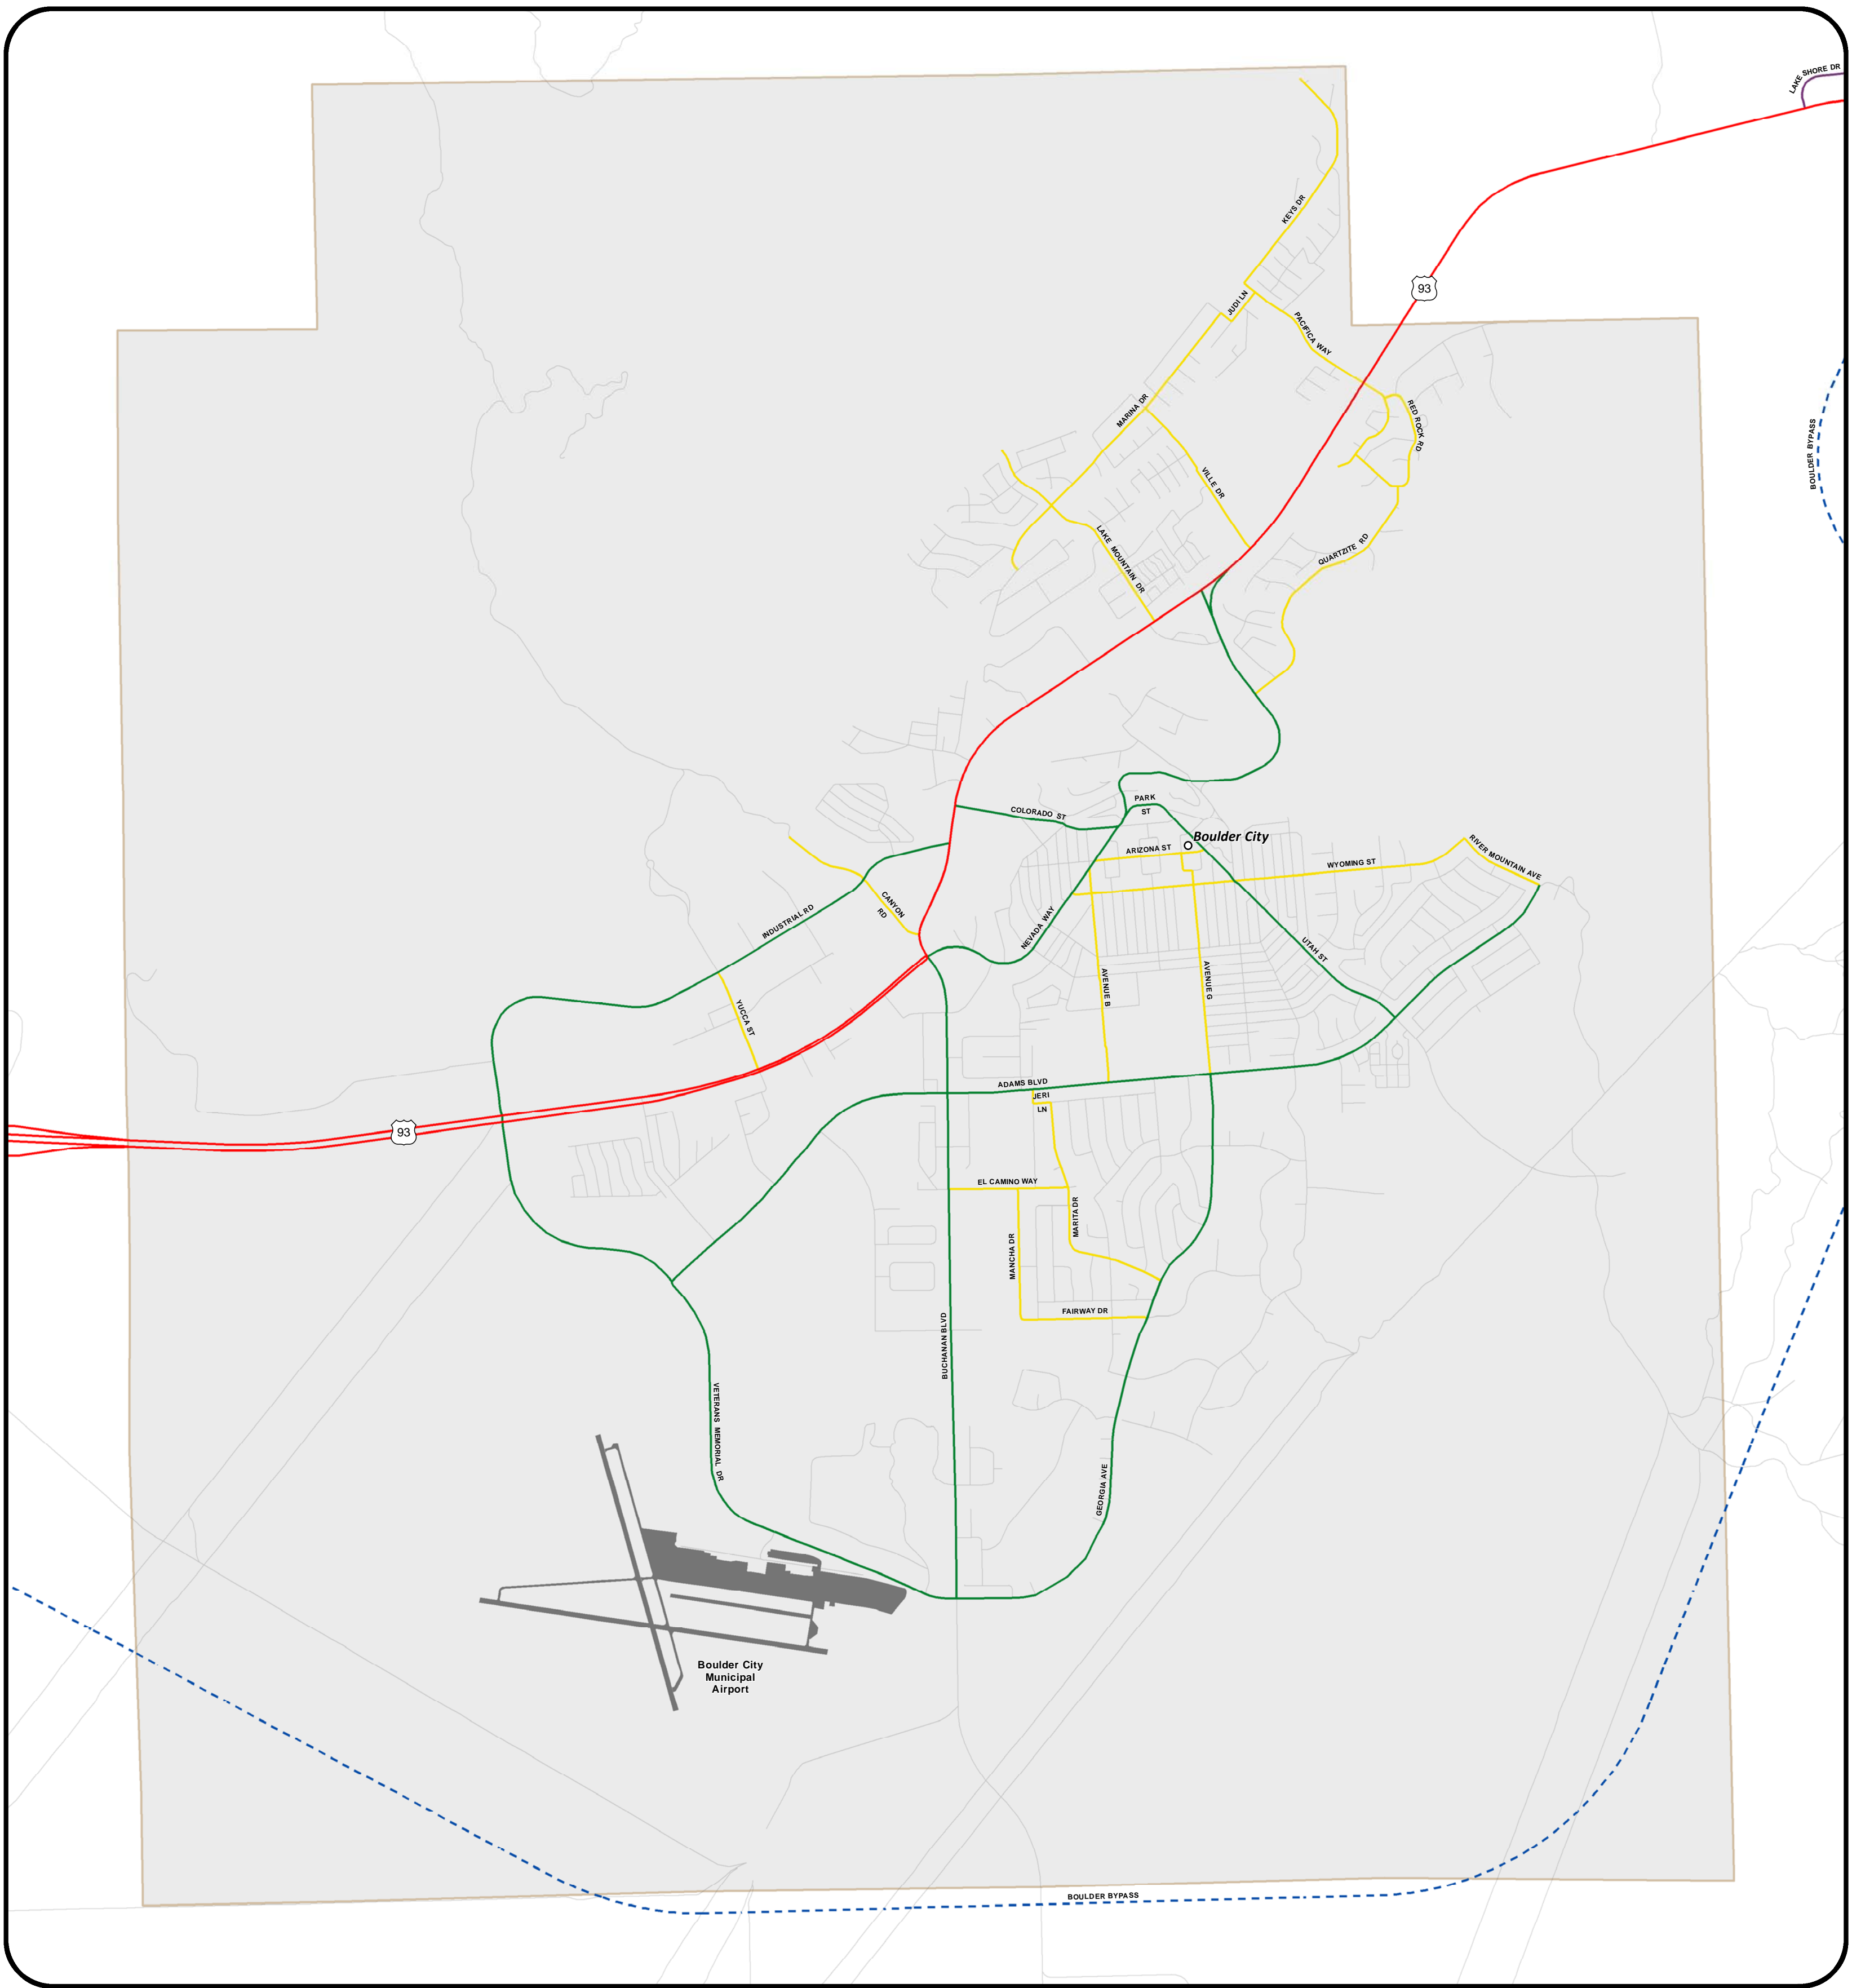 LAKE SHORE DR
KEYS DR
93
JUDI LN
PACIFICA WAY
MARINA DR
RED ROCK RD
BOULDER BYPASS
VILLE DR
LAKE MOUNTAIN DR
QUARTZITE RD
COLORADO ST
PARK
ST
Boulder City
ARIZONA ST
WYOMING ST
RIVER MOUNTAIN AVE
CANYON
RD
INDUSTRIAL RD
NEVADA WAY
UTAH ST
AVENUE B
AVENUE G
YUCCA ST
ADAMS BLVD
JERI
LN
93
EL CAMINO WAY
MARITA DR
MANCHA DR
FAIRWAY DR
BUCHANAN BLVD
VETERANS MEMORIAL DR
GEORGIA AVE
Boulder City
Municipal
Airport
BOULDER BYPASS